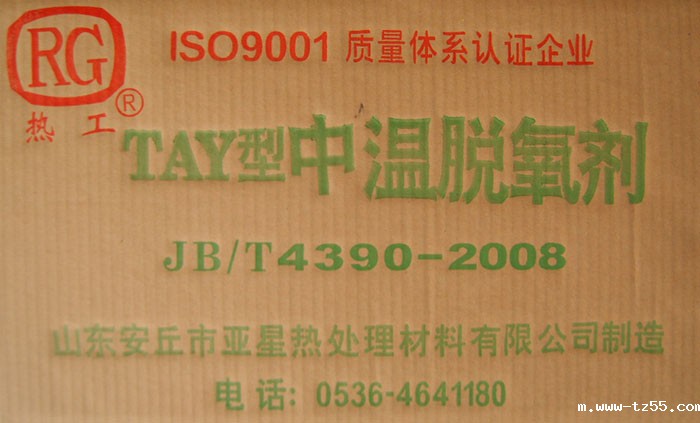 RG
热工®
ISO9001 质量体系认证企业
TAY型中温脱氧剂
JB/T4390-2008
山东安丘市亚星热处理材料有限公司制造
电话: 0536-4641180
m.www-tz55.com